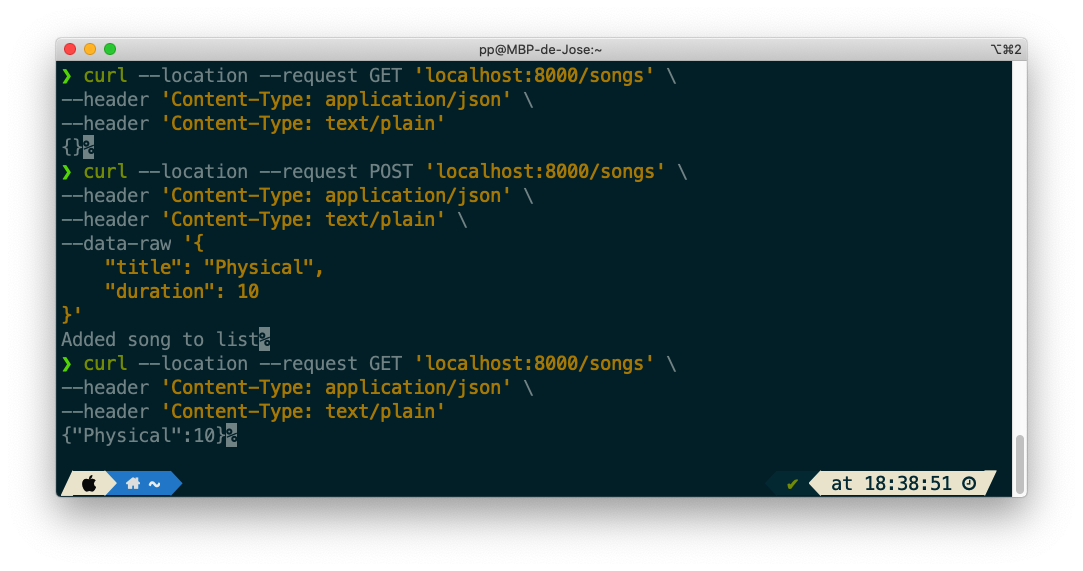 pp@MBP-de-Jose:~ ⌥⌘2
❯ curl --location --request GET 'localhost:8000/songs' \
--header 'Content-Type: application/json' \
--header 'Content-Type: text/plain'
{}%
❯ curl --location --request POST 'localhost:8000/songs' \
--header 'Content-Type: application/json' \
--header 'Content-Type: text/plain' \
--data-raw '{
    "title": "Physical",
    "duration": 10
}'
Added song to list%
❯ curl --location --request GET 'localhost:8000/songs' \
--header 'Content-Type: application/json' \
--header 'Content-Type: text/plain'
{"Physical":10}%
~ ✔ at 18:38:51